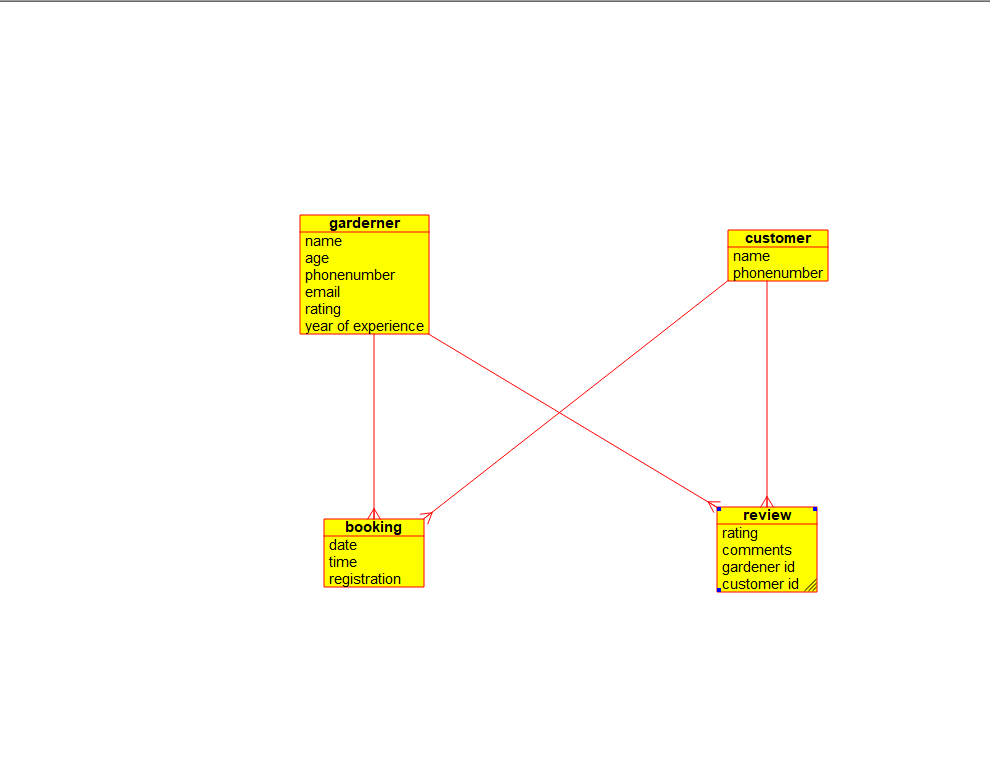 garderner
name
age
phonenumber
email
rating
year of experience
customer
name
phonenumber
booking
date
time
registration
review
rating
comments
gardener id
customer id